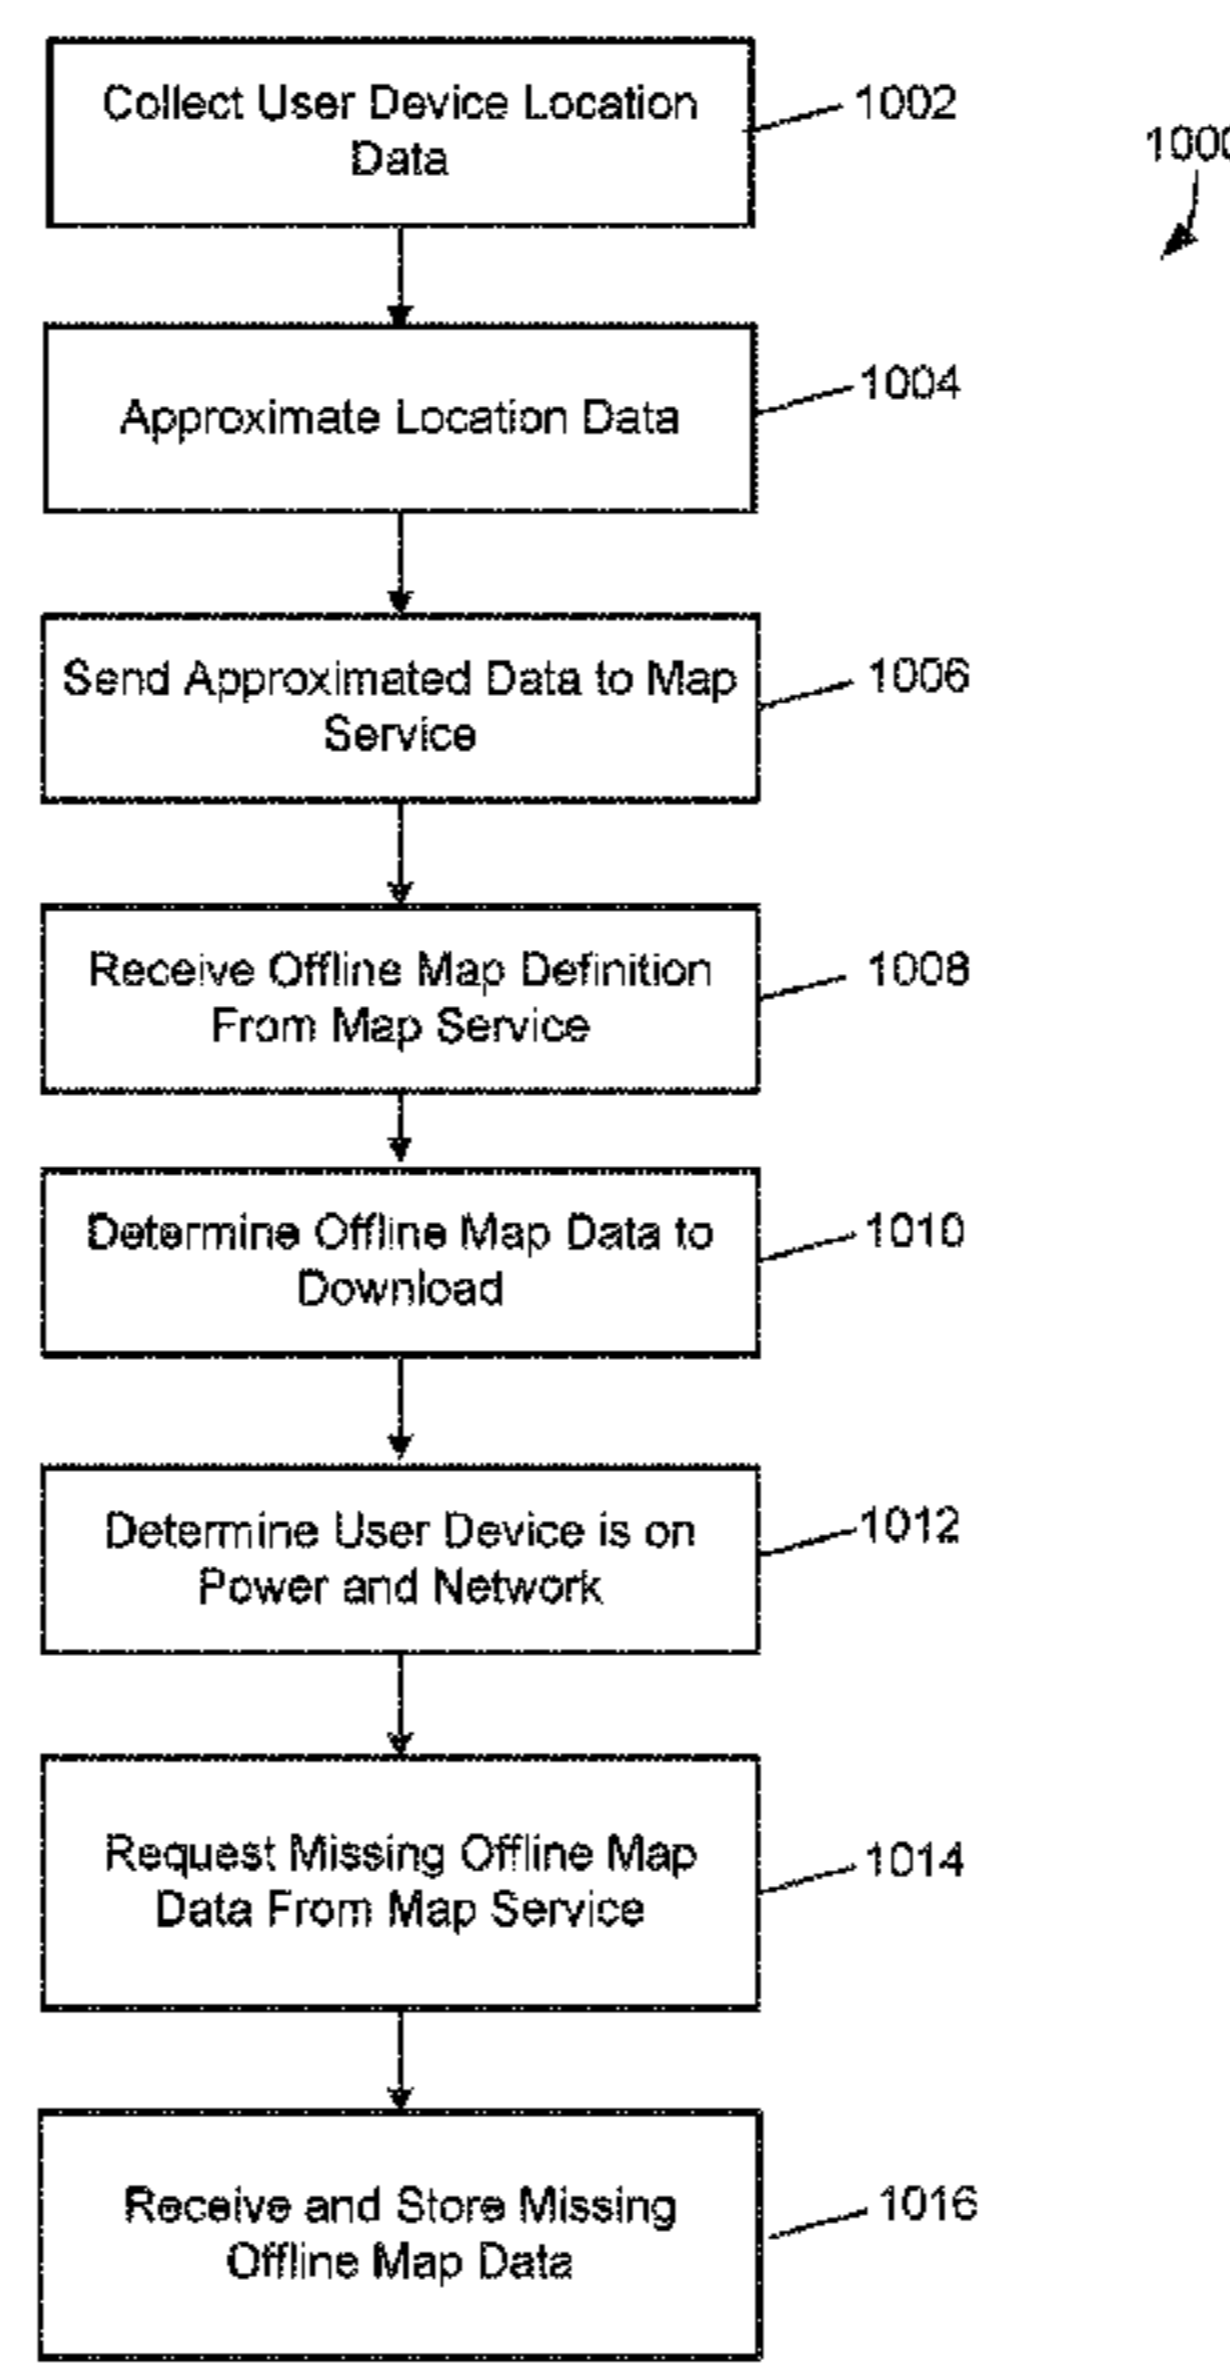 Collect User Device Location
Data
1002
1000
Approximate Location Data
1004
Send Approximated Data to Map
Service
1006
Receive Offline Map Definition
From Map Service
1008
Determine Offline Map Data to
Download
1010
Determine User Device is on
Power and Network
1012
Request Missing Offline Map
Data From Map Service
1014
Receive and Store Missing
Offline Map Data
1016